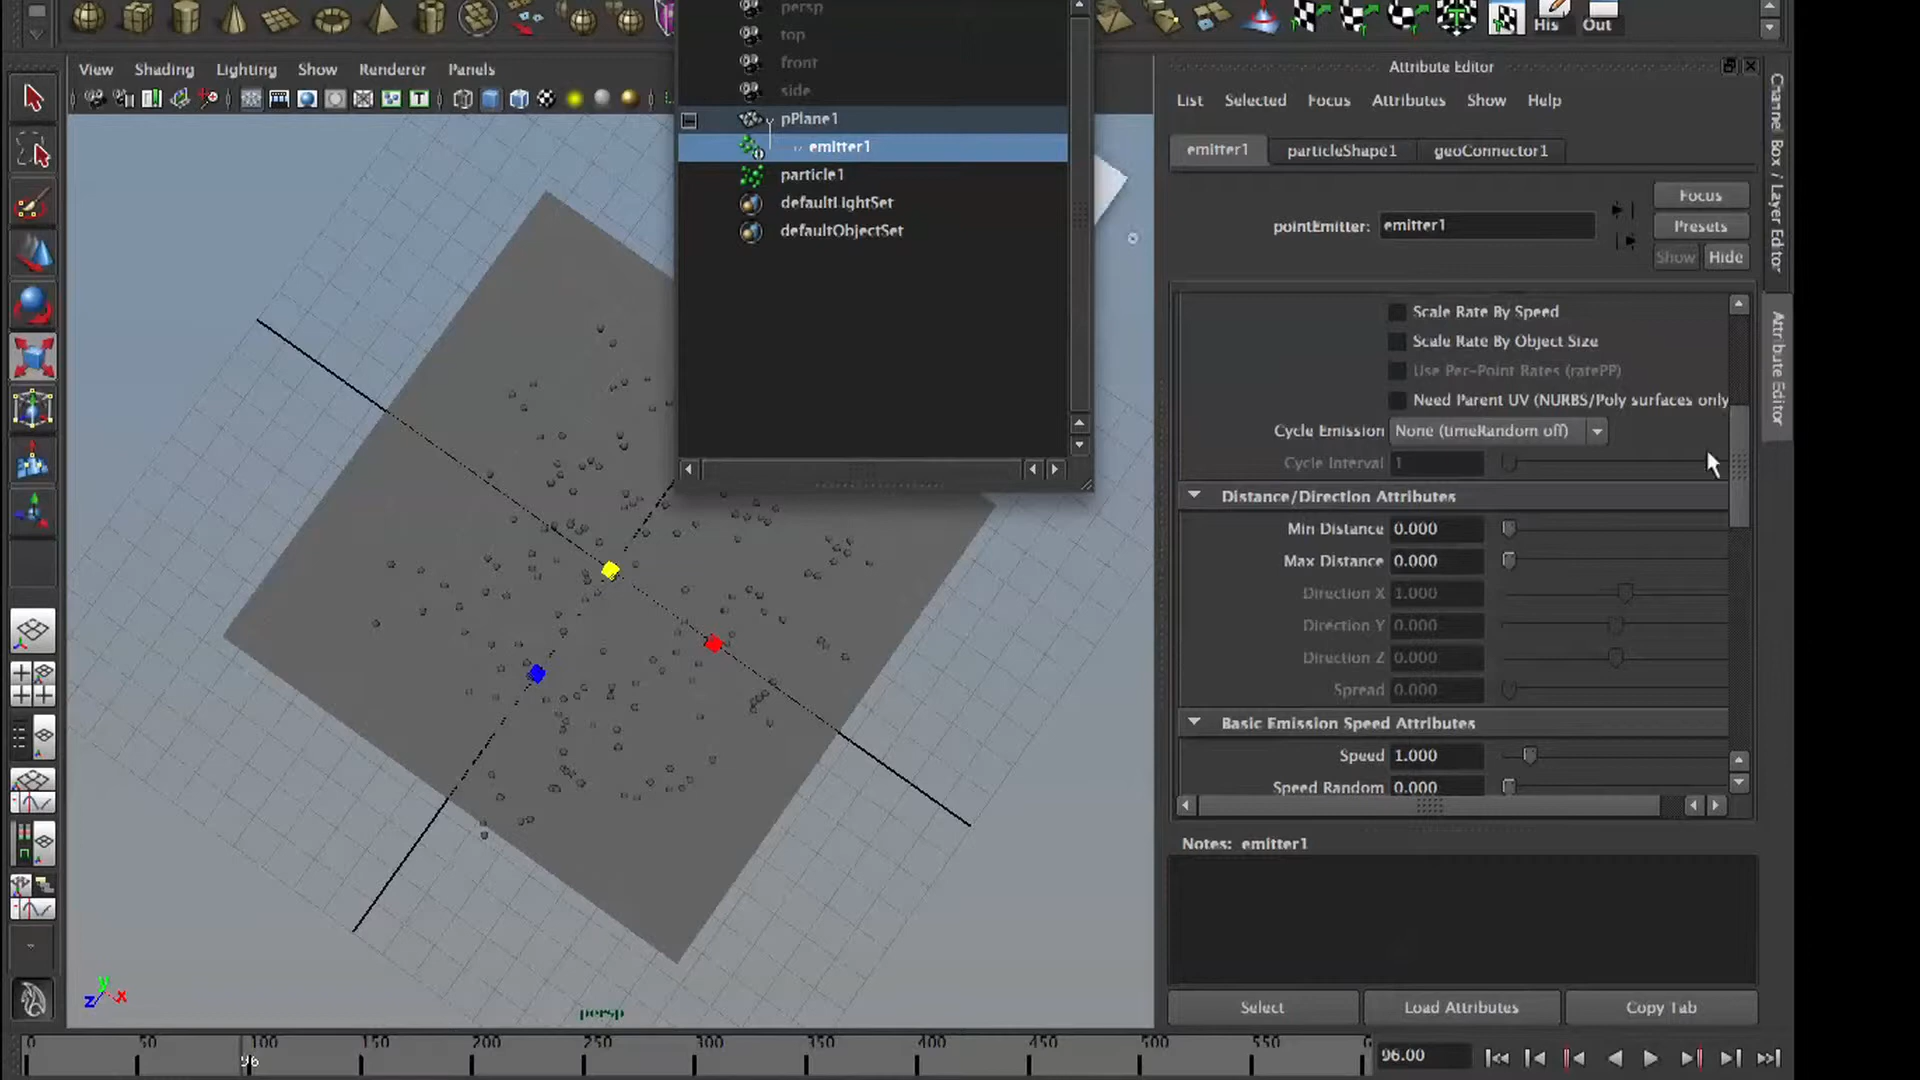 His
Out
View Shading Lighting Show Renderer Panels
persp
top
front
side
pPlane1
emitter1
particle1
defaultLightSet
defaultObjectSet
Attribute Editor
List Selected Focus Attributes Show Help
emitter1 particleShape1 geoConnector1
pointEmitter: emitter1
Focus
Presets
Show Hide
Scale Rate By Speed
Scale Rate By Object Size
Use Per-Point Rates (ratePP)
Need Parent UV (NURBS/Poly surfaces only
Cycle Emission None (timeRandom off)
Cycle Interval 1
Distance/Direction Attributes
Min Distance 0.000
Max Distance 0.000
Direction X 1.000
Direction Y 0.000
Direction Z 0.000
Spread 0.000
Basic Emission Speed Attributes
Speed 1.000
Speed Random 0.000
Notes: emitter1
Select Load Attributes Copy Tab
Channel Box / Layer Editor
Attribute Editor
T
y
z x
persp
0 50 100 150 200 250 300 350 400 450 500 550 6
96
96.00